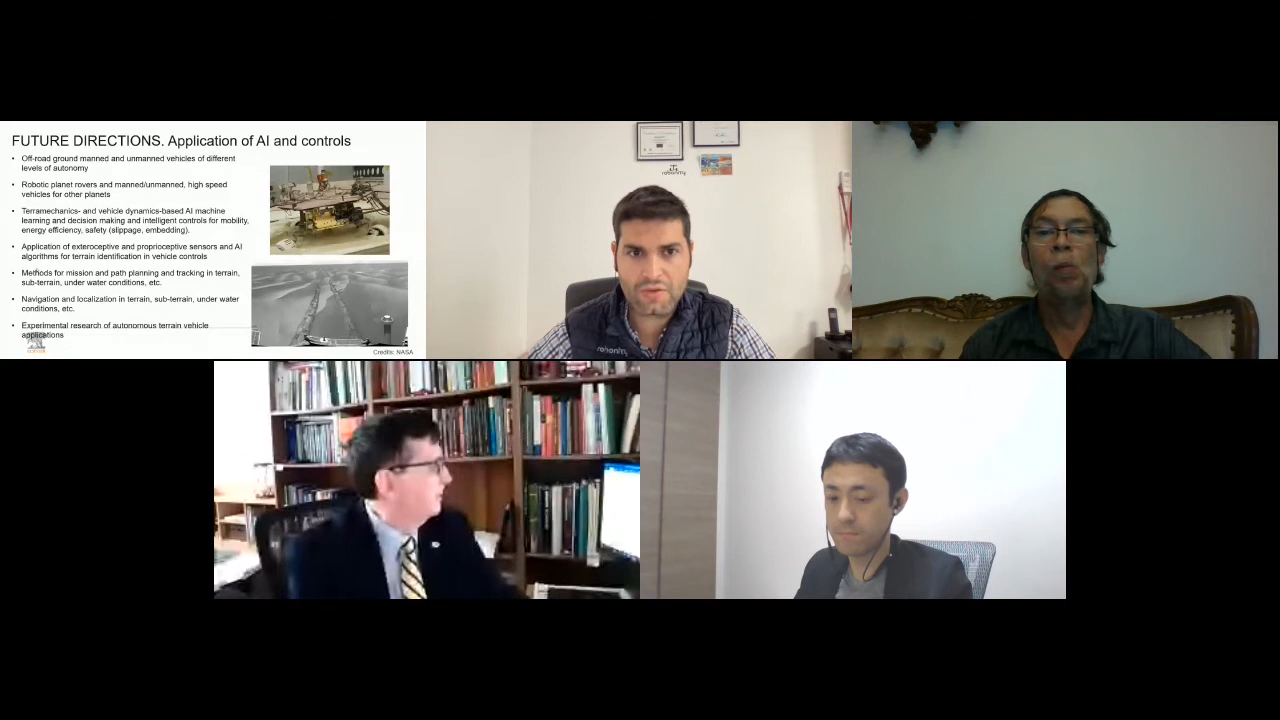 FUTURE DIRECTIONS. Application of AI and controls
• Off-road ground manned and unmanned vehicles of different
levels of autonomy
• Robotic planet rovers and manned/unmanned, high speed
vehicles for other planets
• Terramechanics- and vehicle dynamics-based AI machine
learning and decision making and intelligent controls for mobility,
energy efficiency, safety (slippage, embedding).
• Application of exteroceptive and proprioceptive sensors and AI
algorithms for terrain identification in vehicle controls
• Methods for mission and path planning and tracking in terrain,
sub-terrain, under water conditions, etc.
• Navigation and localization in terrain, sub-terrain, under water
conditions, etc.
• Experimental research of autonomous terrain vehicle
applications
ELSEVIER
Credits: NASA
robonity
robonity